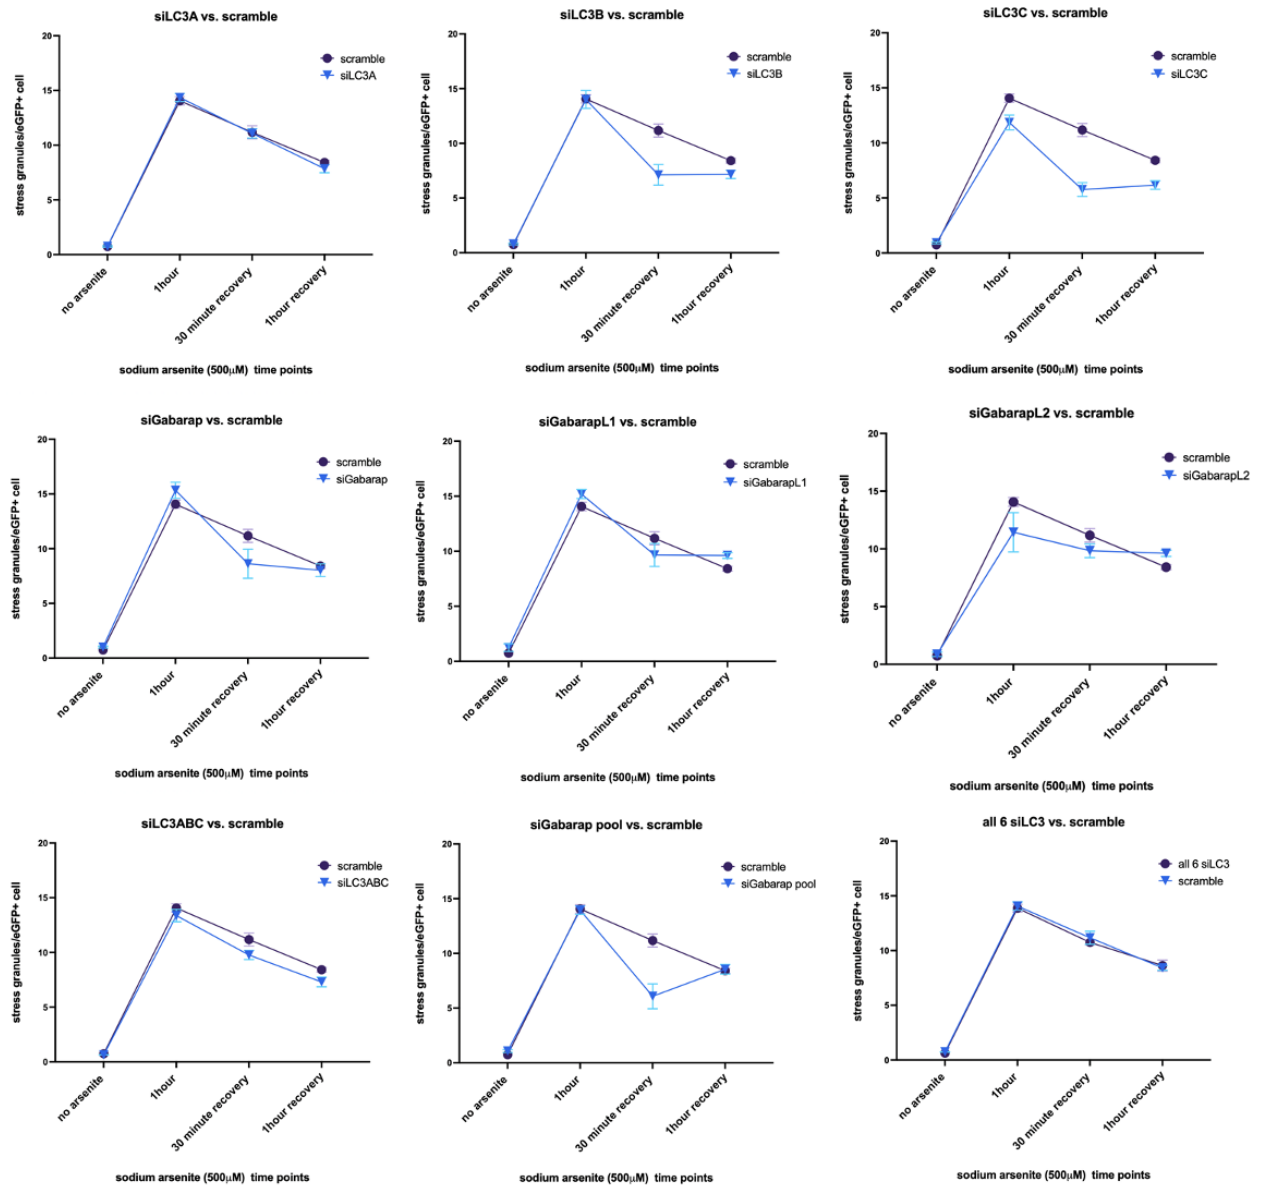 siLC3A vs. scramble
20
15
10
5
0
stress granules/eGFP+ cell
scramble
siLC3A
no arsenite
1hour
30 minute recovery
1hour recovery
sodium arsenite (500μM) time points
siLC3B vs. scramble
20
15
10
5
0
stress granules/eGFP+ cell
scramble
siLC3B
no arsenite
1hour
30 minute recovery
1hour recovery
sodium arsenite (500μM) time points
siLC3C vs. scramble
20
15
10
5
0
stress granules/eGFP+ cell
scramble
siLC3C
no arsenite
1hour
30 minute recovery
1hour recovery
sodium arsenite (500μM) time points
siGabarap vs. scramble
20
15
10
5
0
stress granules/eGFP+ cell
scramble
siGabarap
no arsenite
1hour
30 minute recovery
1hour recovery
sodium arsenite (500μM) time points
siGabarapL1 vs. scramble
20
15
10
5
0
stress granules/eGFP+ cell
scramble
siGabarapL1
no arsenite
1hour
30 minute recovery
1hour recovery
sodium arsenite (500μM) time points
siGabarapL2 vs. scramble
20
15
10
5
0
stress granules/eGFP+ cell
scramble
siGabarapL2
no arsenite
1hour
30 minute recovery
1hour recovery
sodium arsenite (500μM) time points
siLC3ABC vs. scramble
20
15
10
5
0
stress granules/eGFP+ cell
scramble
siLC3ABC
no arsenite
1hour
30 minute recovery
1hour recovery
sodium arsenite (500μM) time points
siGabarap pool vs. scramble
20
15
10
5
0
stress granules/eGFP+ cell
scramble
siGabarap pool
no arsenite
1hour
30 minute recovery
1hour recovery
sodium arsenite (500μM) time points
all 6 siLC3 vs. scramble
20
15
10
5
0
stress granules/eGFP+ cell
all 6 siLC3
scramble
no arsenite
1hour
30 minute recovery
1hour recovery
sodium arsenite (500μM) time points